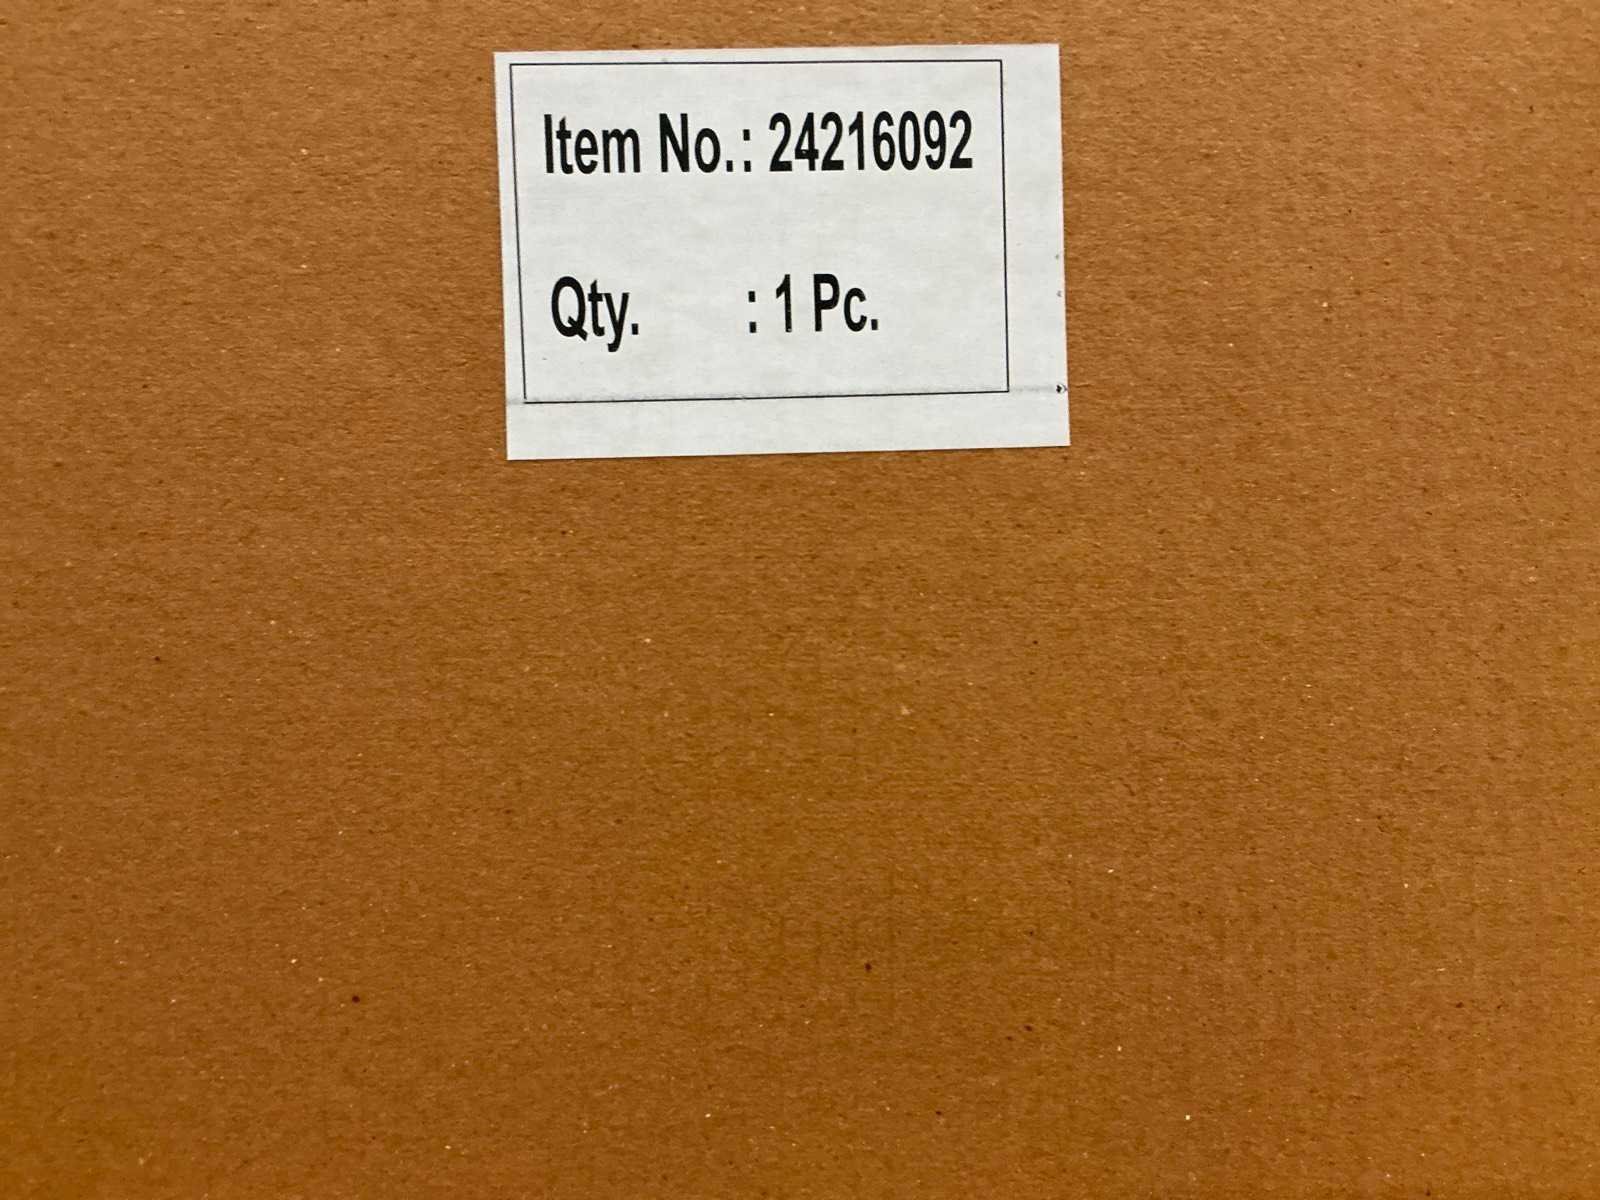 Item No.: 24216092
Qty. : 1 Pc.